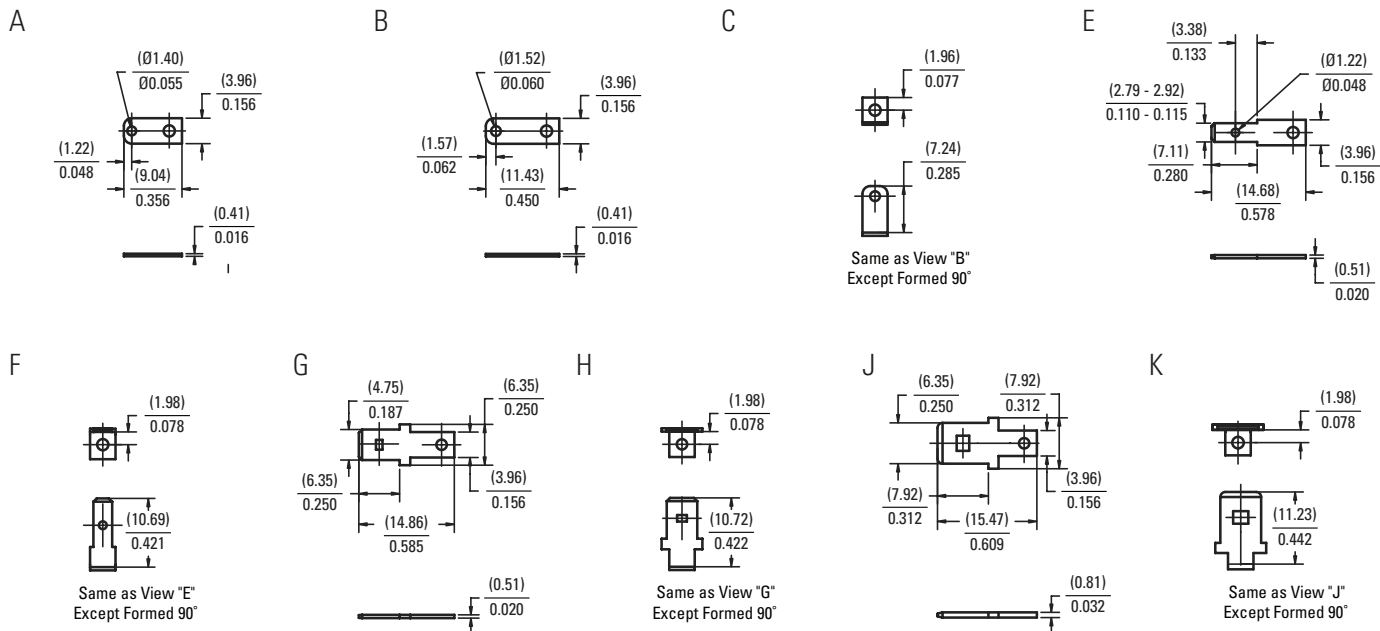 A
(Ø1.40)
Ø0.055
(3.96)
0.156
(1.22)
0.048
(9.04)
0.356
(0.41)
0.016
B
(Ø1.52)
Ø0.060
(3.96)
0.156
(1.57)
0.062
(11.43)
0.450
(0.41)
0.016
C
(1.96)
0.077
(7.24)
0.285
Same as View "B"
Except Formed 90°
E
(3.38)
0.133
(Ø1.22)
Ø0.048
(2.79 - 2.92)
0.110 - 0.115
(7.11)
0.280
(3.96)
0.156
(14.68)
0.578
(0.51)
0.020
F
(1.98)
0.078
(10.69)
0.421
Same as View "E"
Except Formed 90°
G
(4.75)
0.187
(6.35)
0.250
(6.35)
0.250
(3.96)
0.156
(14.86)
0.585
(0.51)
0.020
H
(1.98)
0.078
(10.72)
0.422
Same as View "G"
Except Formed 90°
J
(6.35)
0.250
(7.92)
0.312
(7.92)
0.312
(3.96)
0.156
(15.47)
0.609
(0.81)
0.032
K
(1.98)
0.078
(11.23)
0.442
Same as View "J"
Except Formed 90°